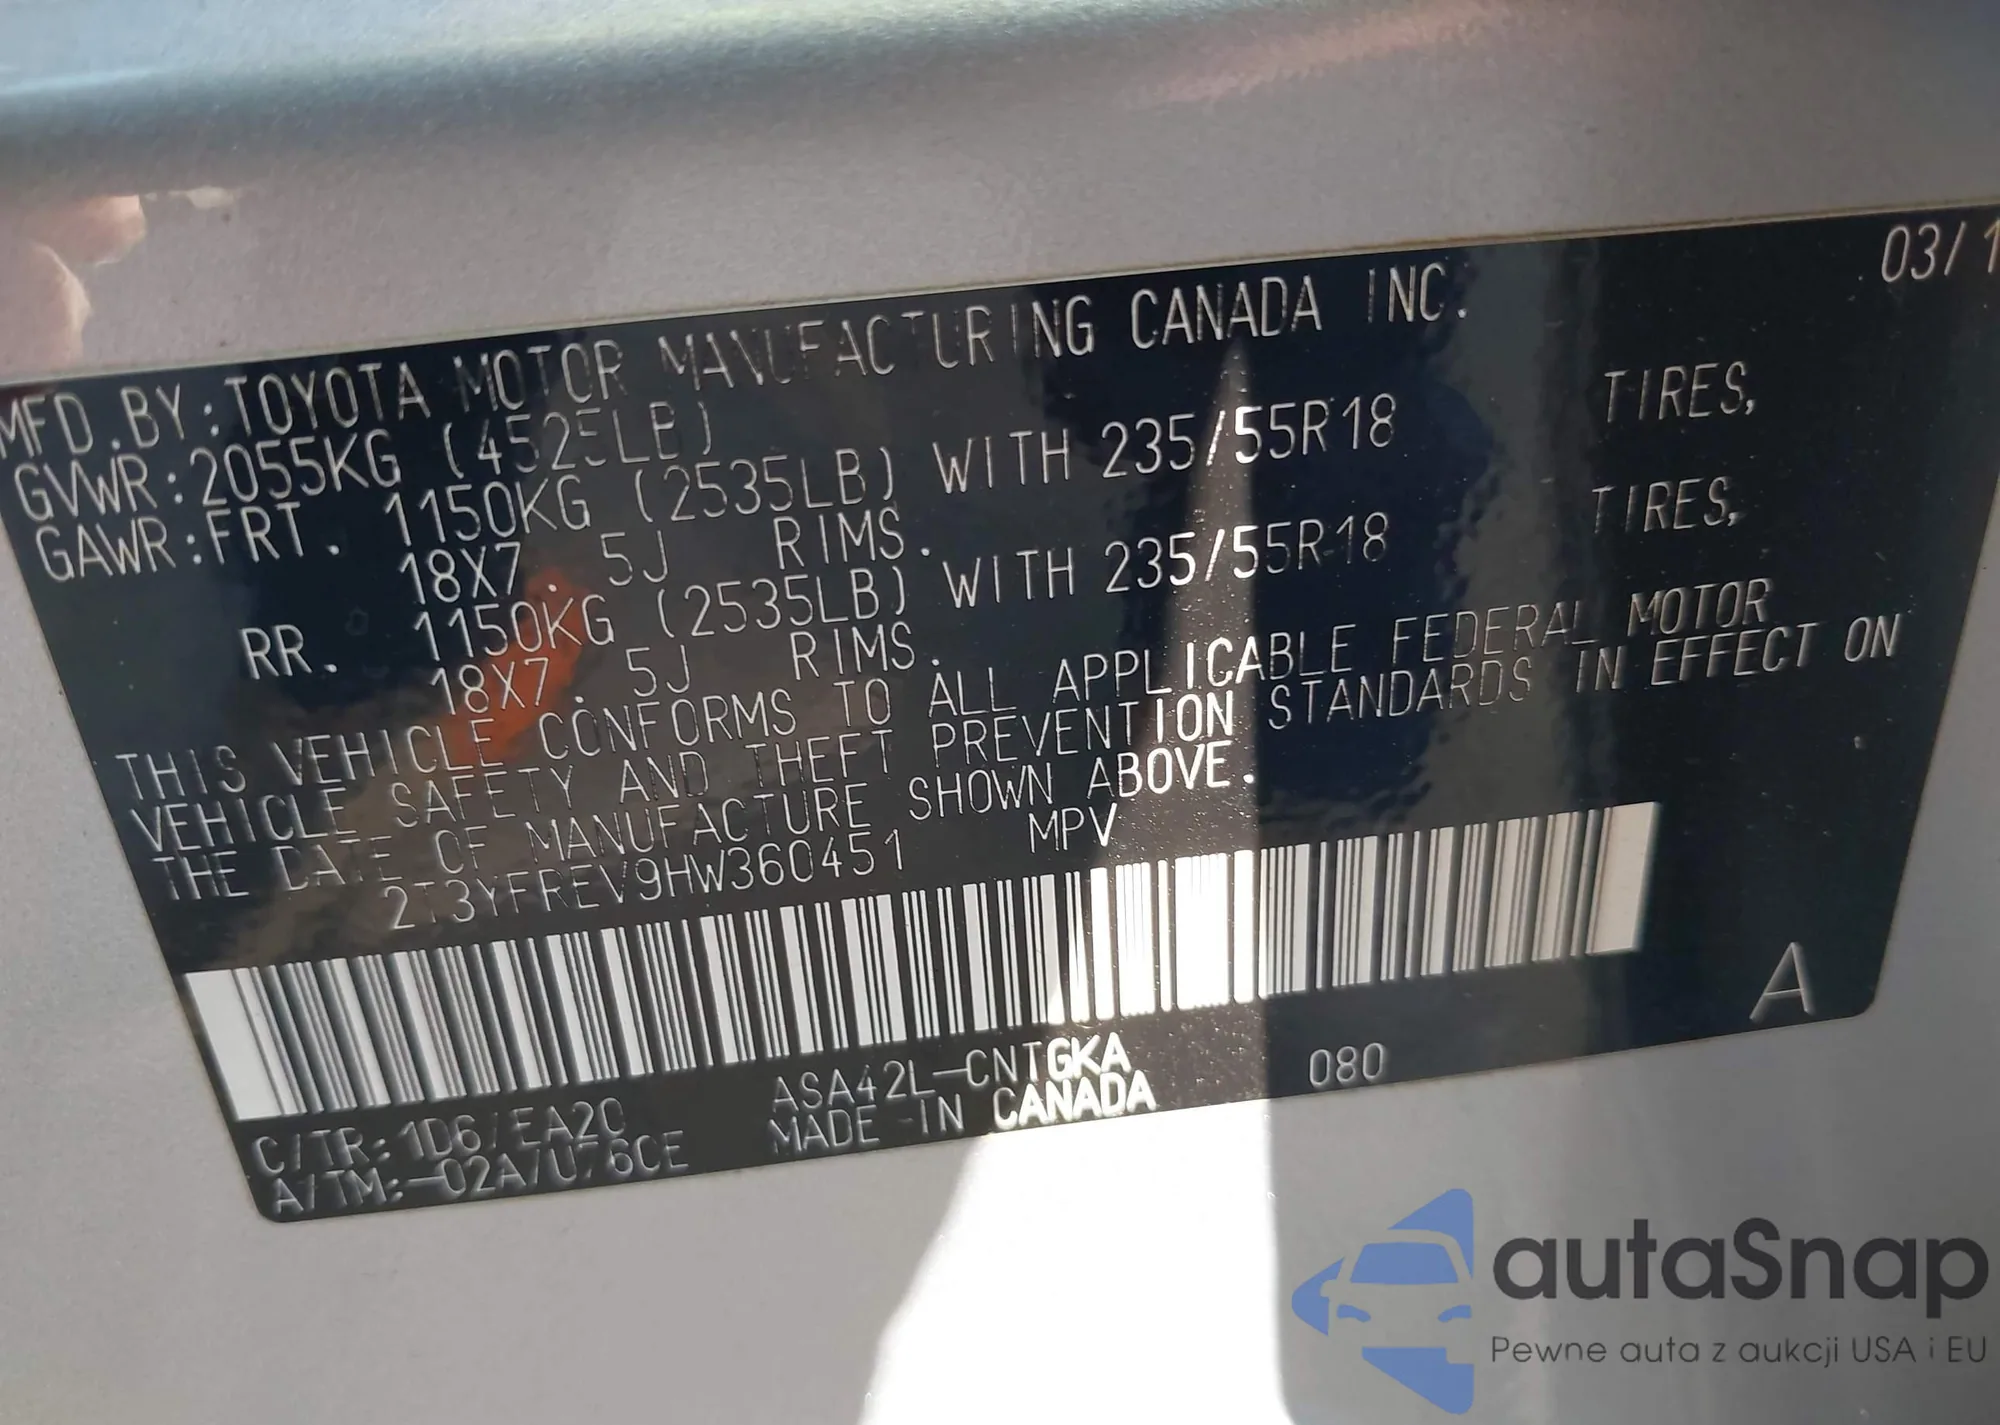 03/1
MFD.BY:TOYOTA MOTOR MANUFACTURING CANADA INC.
GVWR:2055KG (4525LB)
GAWR:FRT. 1150KG (2535LB) WITH 235/55R18 TIRES,
18X7.5J RIMS.
RR. 1150KG (2535LB) WITH 235/55R18 TIRES,
18X7.5J RIMS.
THIS VEHICLE CONFORMS TO ALL APPLICABLE FEDERAL MOTOR
VEHICLE SAFETY AND THEFT PREVENTION STANDARDS IN EFFECT ON
THE DATE OF MANUFACTURE SHOWN ABOVE.
2T3YFREV9HW360451 MPV
A
C/TR:1D6/EA20 ASA42L-CNTGKA 080
A/TM:-02A/U76CE MADE IN CANADA
autaSnap
Pewne auta z aukcji USA i EU